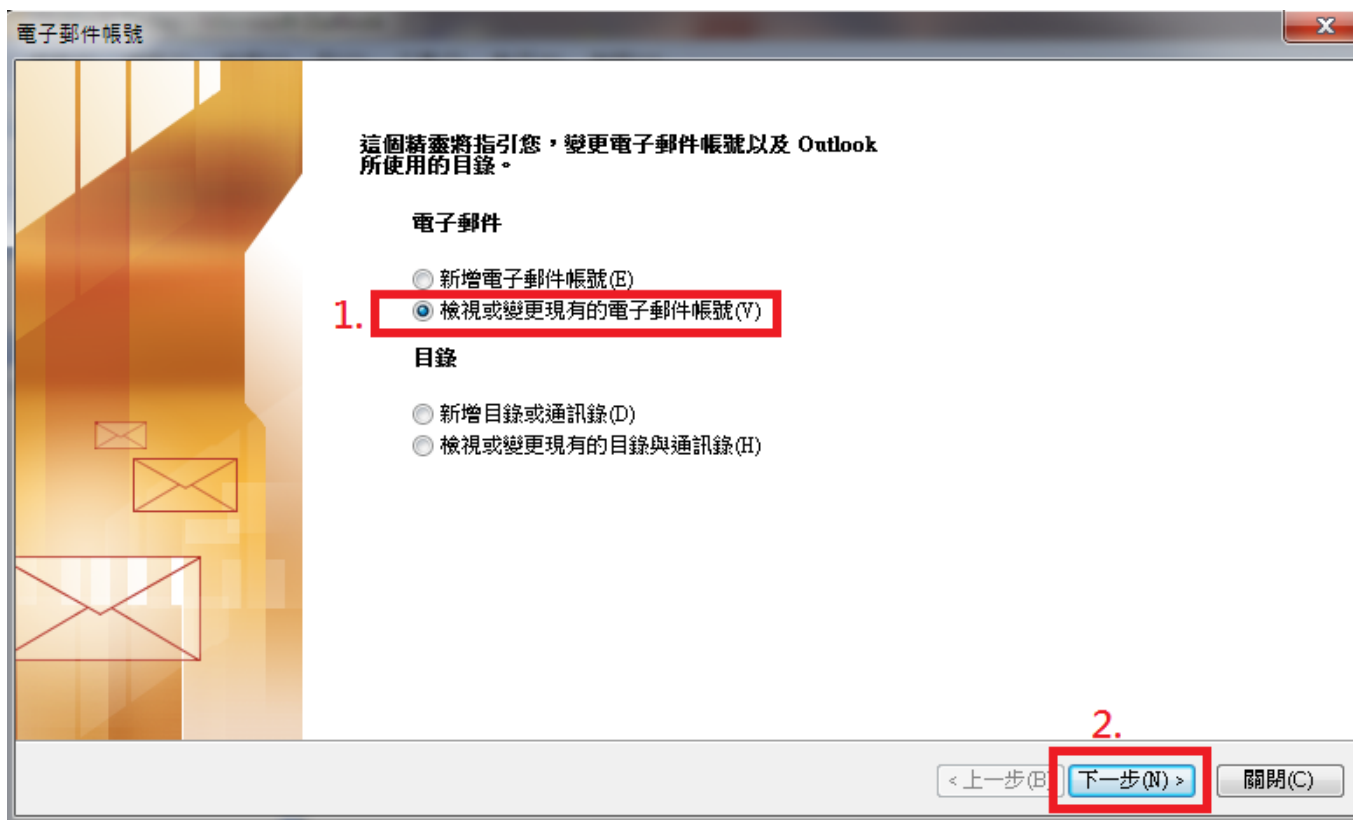 電子郵件帳號
這個精靈將指引您，變更電子郵件帳號以及 Outlook
所使用的目錄。
電子郵件
新增電子郵件帳號(E)
1. 檢視或變更現有的電子郵件帳號(V)
目錄
新增目錄或通訊錄(D)
檢視或變更現有的目錄與通訊錄(H)
2.
<上一步(B) 下一步(N) > 關閉(C)